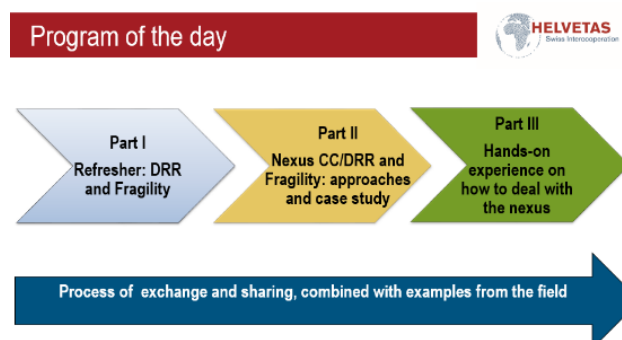 Program of the day
HELVETAS
Swiss Intercooperation
Part I
Refresher: DRR
and Fragility
Part II
Nexus CC/DRR and
Fragility: approaches
and case study
Part III
Hands-on
experience on
how to deal with
the nexus
Process of exchange and sharing, combined with examples from the field